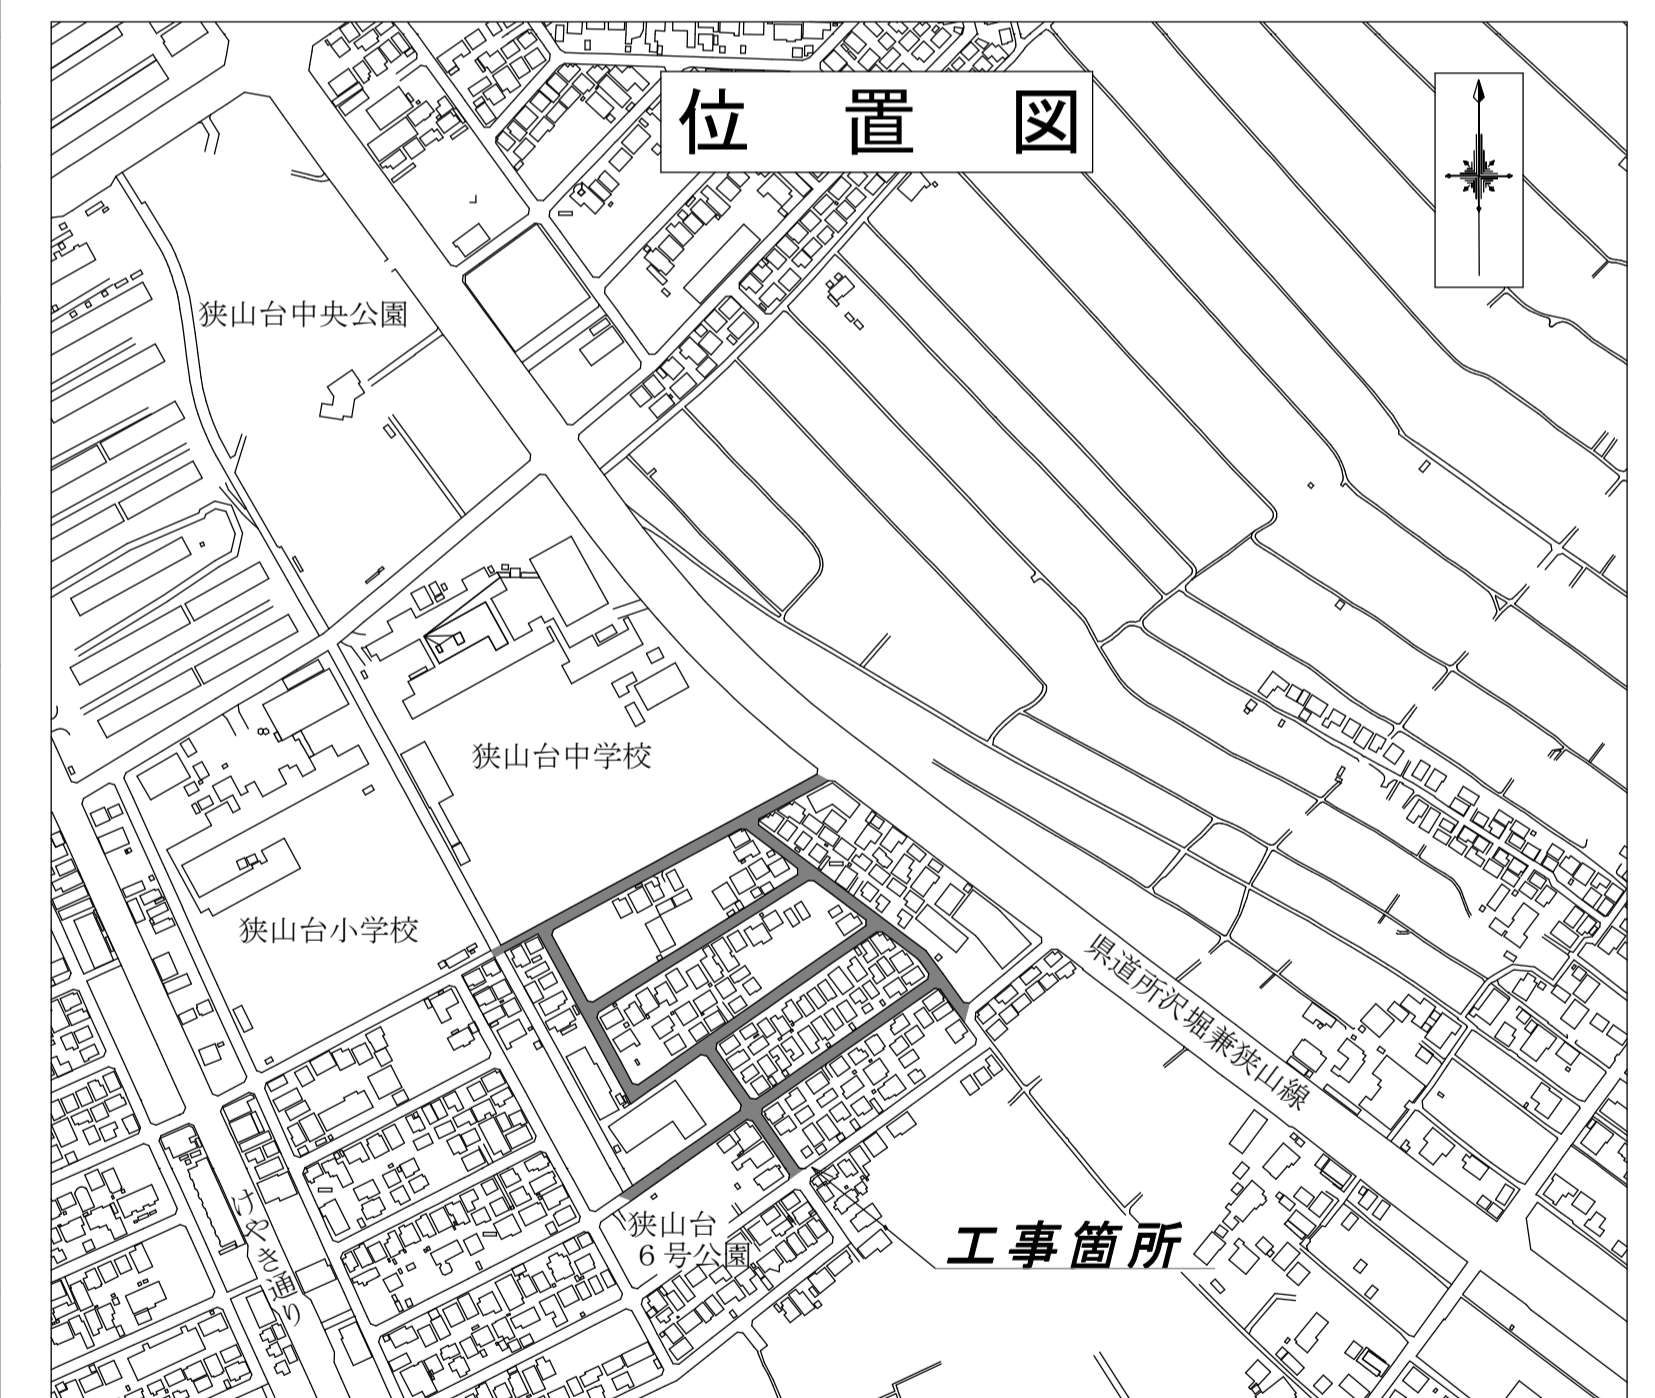 位置図
狭山台中央公園
狭山台中学校
狭山台小学校
県道所沢堀兼狭山線
けやき通り
狭山台
６号公園
工事箇所